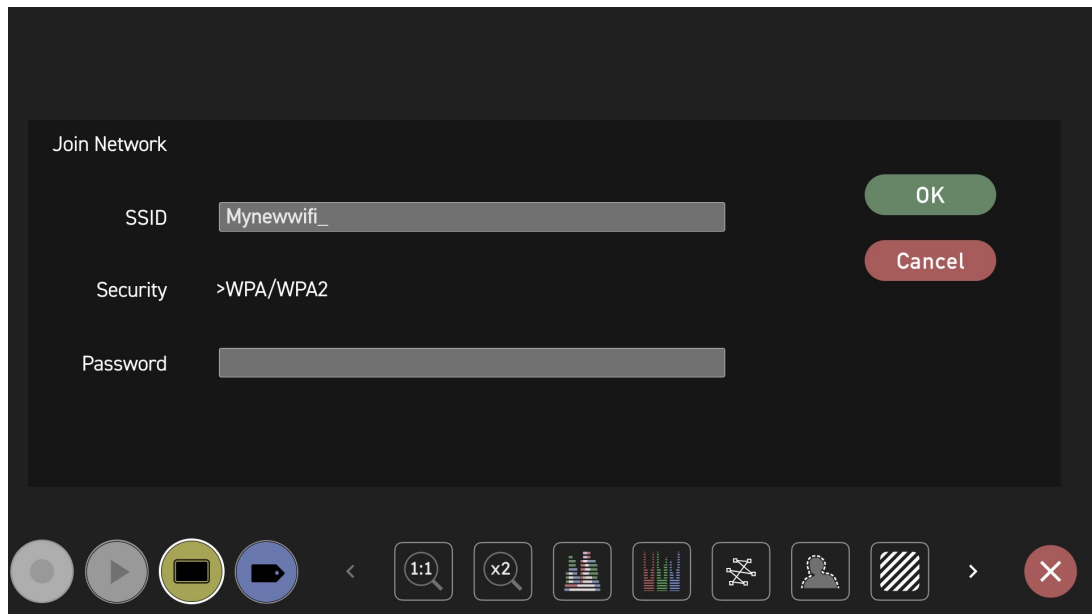 Join Network
SSID
Mynewwifi_
OK
Cancel
Security
>WPA/WPA2
Password
1:1
x2